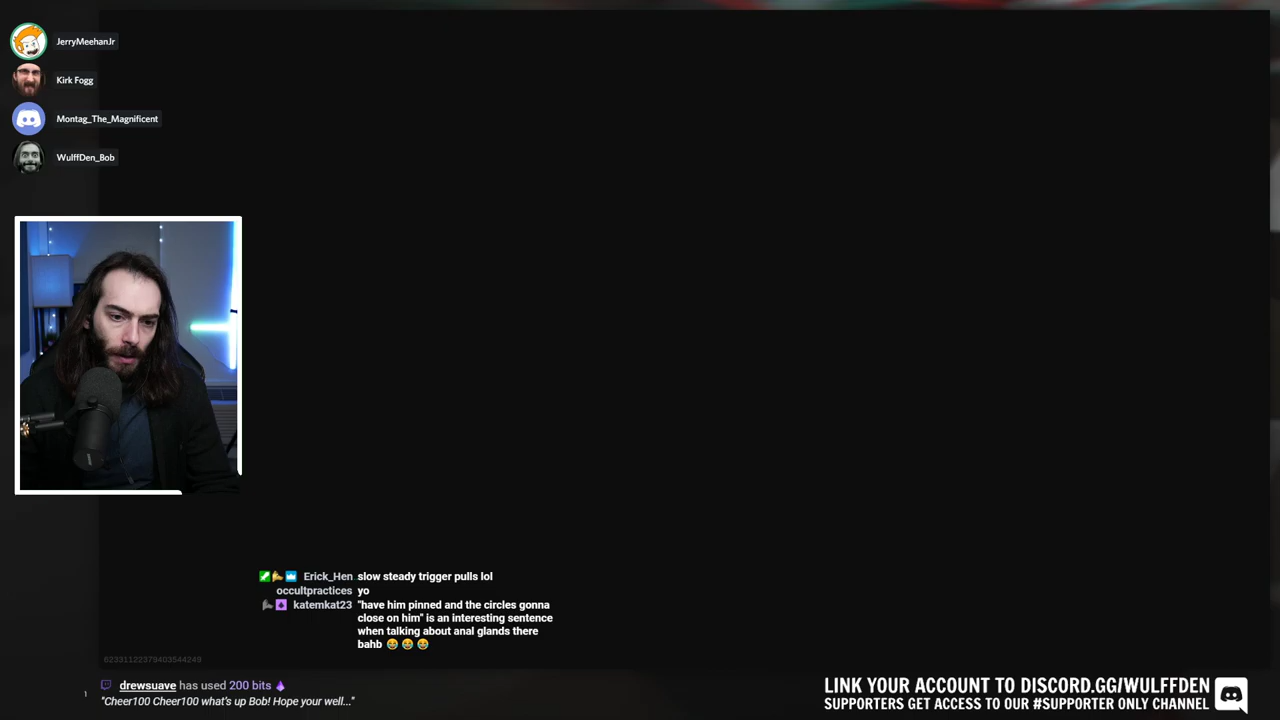 JerryMeehanJr
Kirk Fogg
Montag_The_Magnificent
WulffDen_Bob
Erick_Hen slow steady trigger pulls lol
occultpractices yo
katemkat23 "have him pinned and the circles gonna
close on him" is an interesting sentence
when talking about anal glands there
bahb 😂 😂 😂
62331122379403544249
drewsuave has used 200 bits
"Cheer100 Cheer100 what's up Bob! Hope your well..."
LINK YOUR ACCOUNT TO DISCORD.GG/WULFFDEN
SUPPORTERS GET ACCESS TO OUR #SUPPORTER ONLY CHANNEL